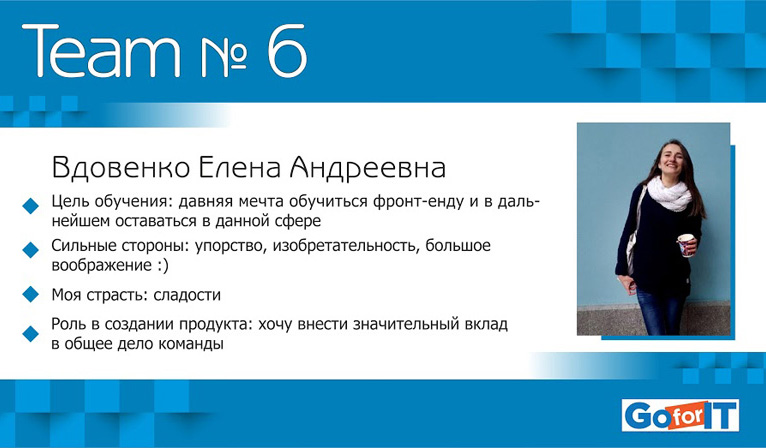 Team № 6
Вдовенко Елена Андреевна
Цель обучения: давняя мечта обучиться фронт-енду и в даль-
нейшем оставаться в данной сфере
Сильные стороны: упорство, изобретательность, большое
воображение :)
Моя страсть: сладости
Роль в создании продукта: хочу внести значительный вклад
в общее дело команды
Go for IT